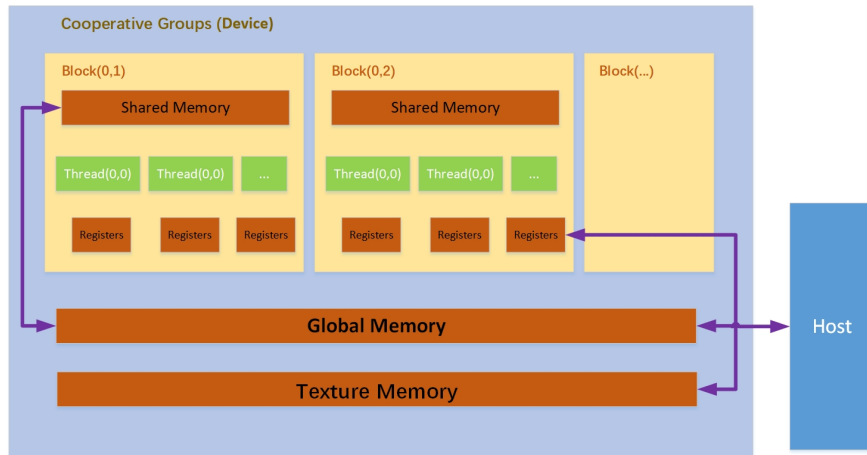 Cooperative Groups (Device)
Block(0,1)
Block(0,2)
Block(...)
Shared Memory
Shared Memory
Thread(0,0)
Thread(0,0)
...
Thread(0,0)
Thread(0,0)
...
Registers
Registers
Registers
Registers
Registers
Registers
Host
Global Memory
Texture Memory